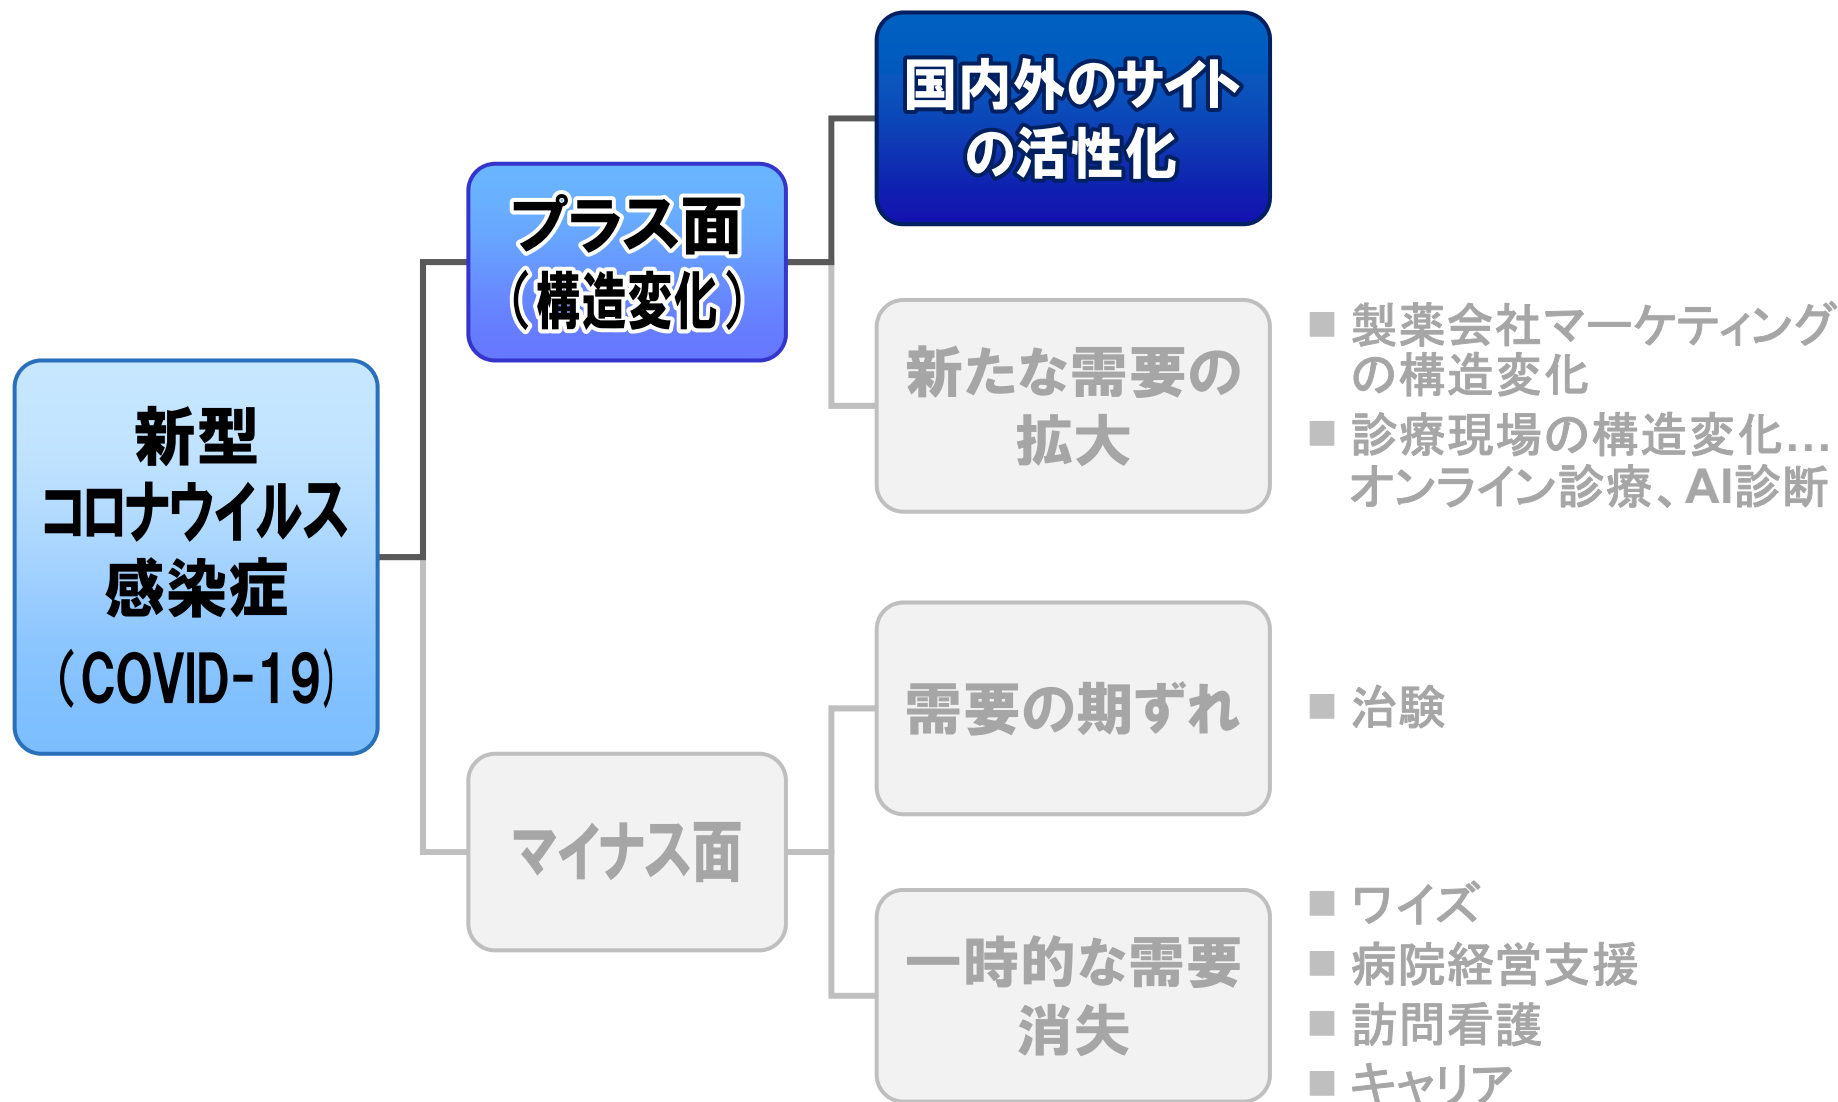 国内外のサイト
の活性化
プラス面
（構造変化）
新たな需要の
拡大
■ 製薬会社マーケティング
の構造変化
■ 診療現場の構造変化…
オンライン診療、AI診断
新型
コロナウイルス
感染症
（COVID-19）
需要の期ずれ
■ 治験
マイナス面
一時的な需要
消失
■ ワイズ
■ 病院経営支援
■ 訪問看護
■ キャリア